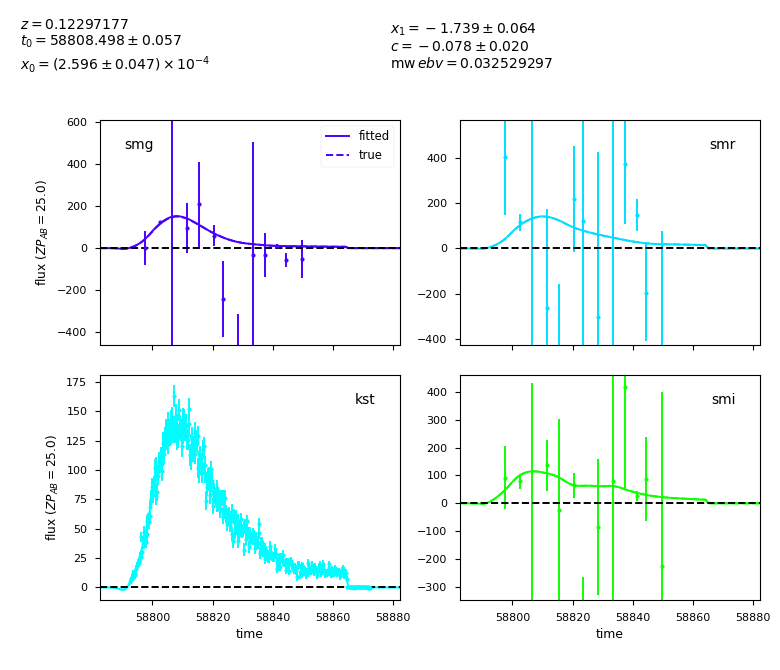 z = 0.12297177
t₀ = 58808.498 ± 0.057
x₀ = (2.596 ± 0.047) × 10⁻⁴
x₁ = −1.739 ± 0.064
c = −0.078 ± 0.020
mwebv = 0.032529297
smg
fitted
true
600
400
200
0
−200
−400
flux (ZP_AB = 25.0)
smr
400
200
0
−200
−400
kst
175
150
125
100
75
50
25
0
flux (ZP_AB = 25.0)
58800 58820 58840 58860 58880
time
smi
400
300
200
100
0
−100
−200
−300
58800 58820 58840 58860 58880
time